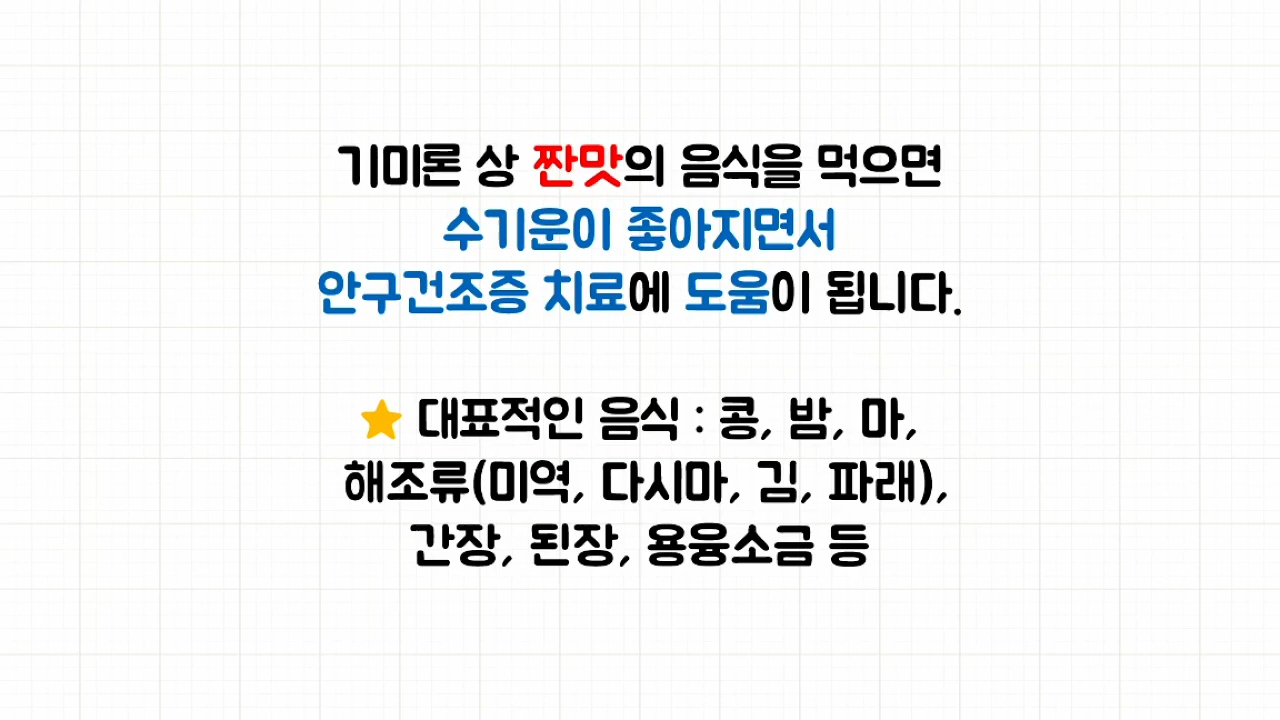 기미론 상 짠맛의 음식을 먹으면
수기운이 좋아지면서
안구건조증 치료에 도움이 됩니다.
⭐ 대표적인 음식 : 콩, 밤, 마,
해조류(미역, 다시마, 김, 파래),
간장, 된장, 용융소금 등